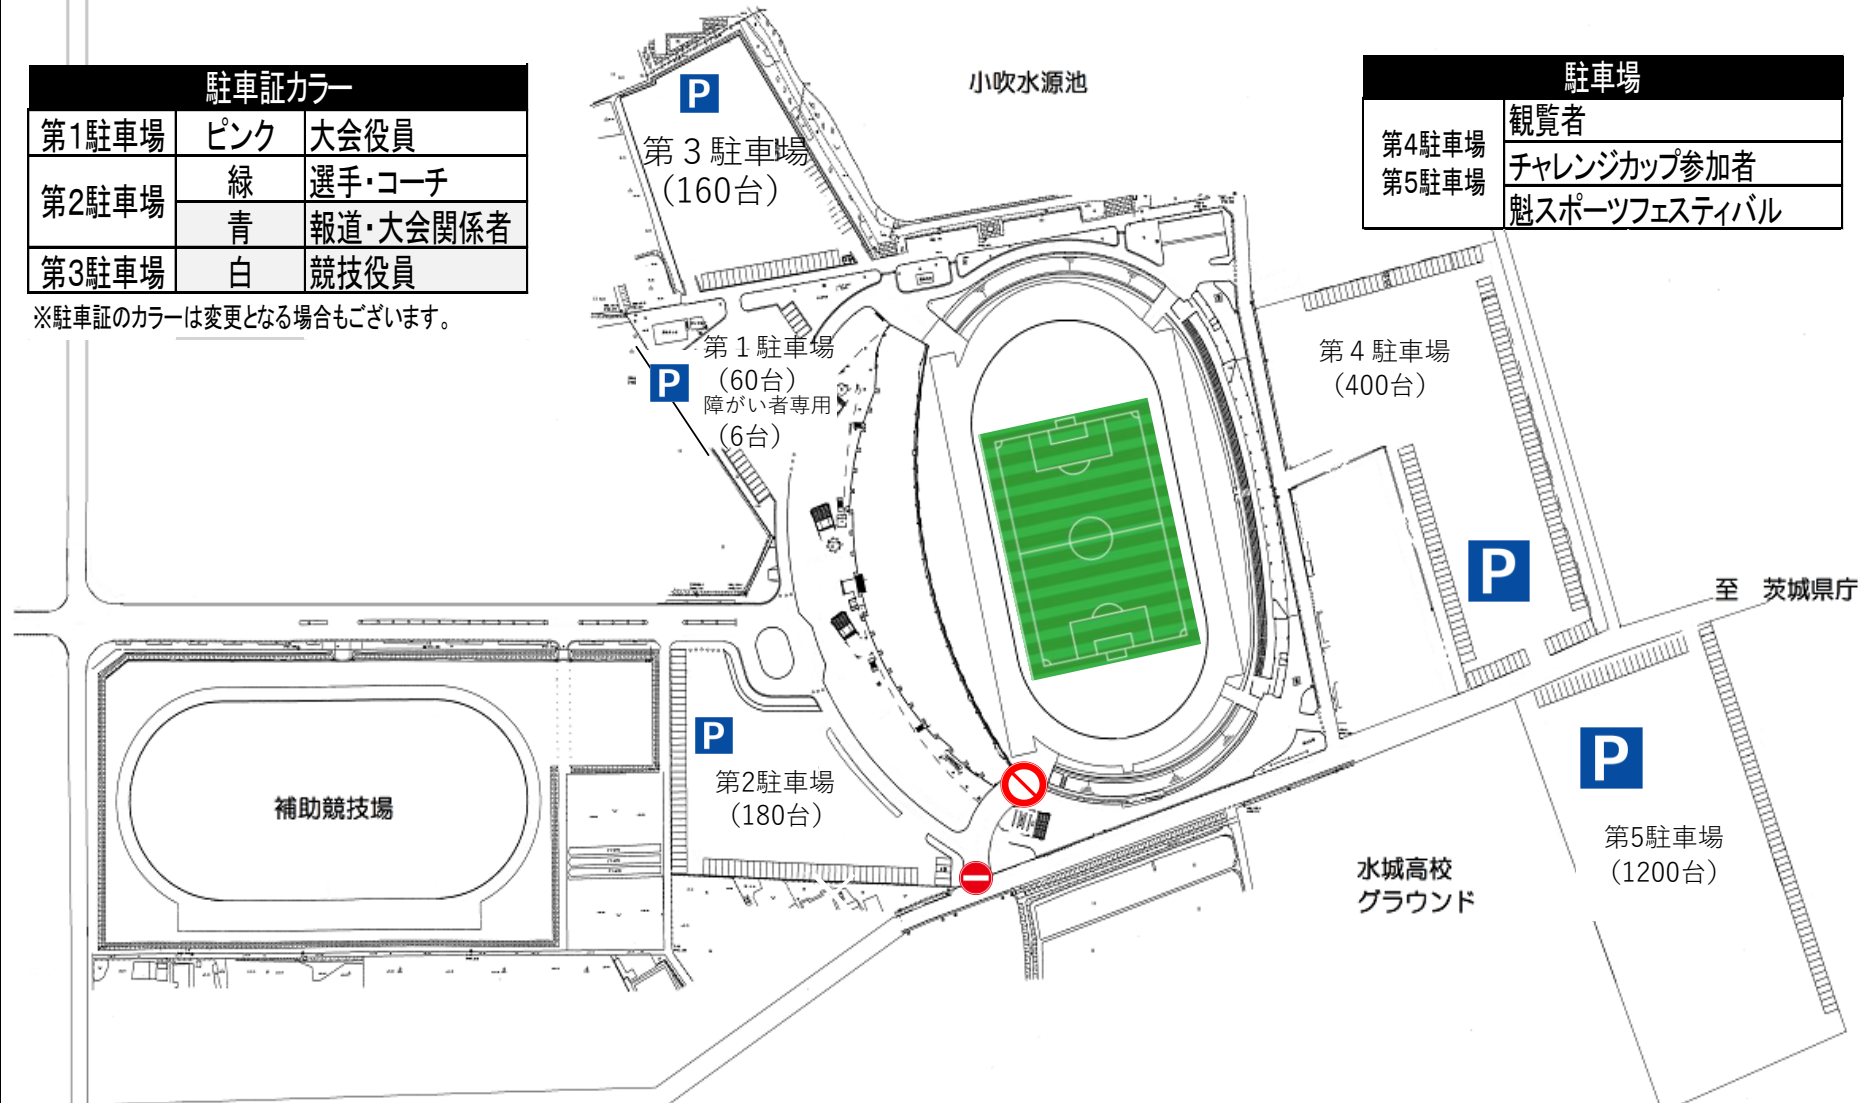 駐車証カラー
第1駐車場 ピンク 大会役員
第2駐車場 緑 選手・コーチ
青 報道・大会関係者
第3駐車場 白 競技役員
※駐車証のカラーは変更となる場合もございます。
P
第３駐車場
（160台）
小吹水源池
駐車場
第4駐車場
第5駐車場
観覧者
チャレンジカップ参加者
魁スポーツフェスティバル
P
第１駐車場
（60台）
障がい者専用
（6台）
第４駐車場
（400台）
P
至 茨城県庁
P
第2駐車場
（180台）
補助競技場
P
第5駐車場
（1200台）
水城高校
グラウンド